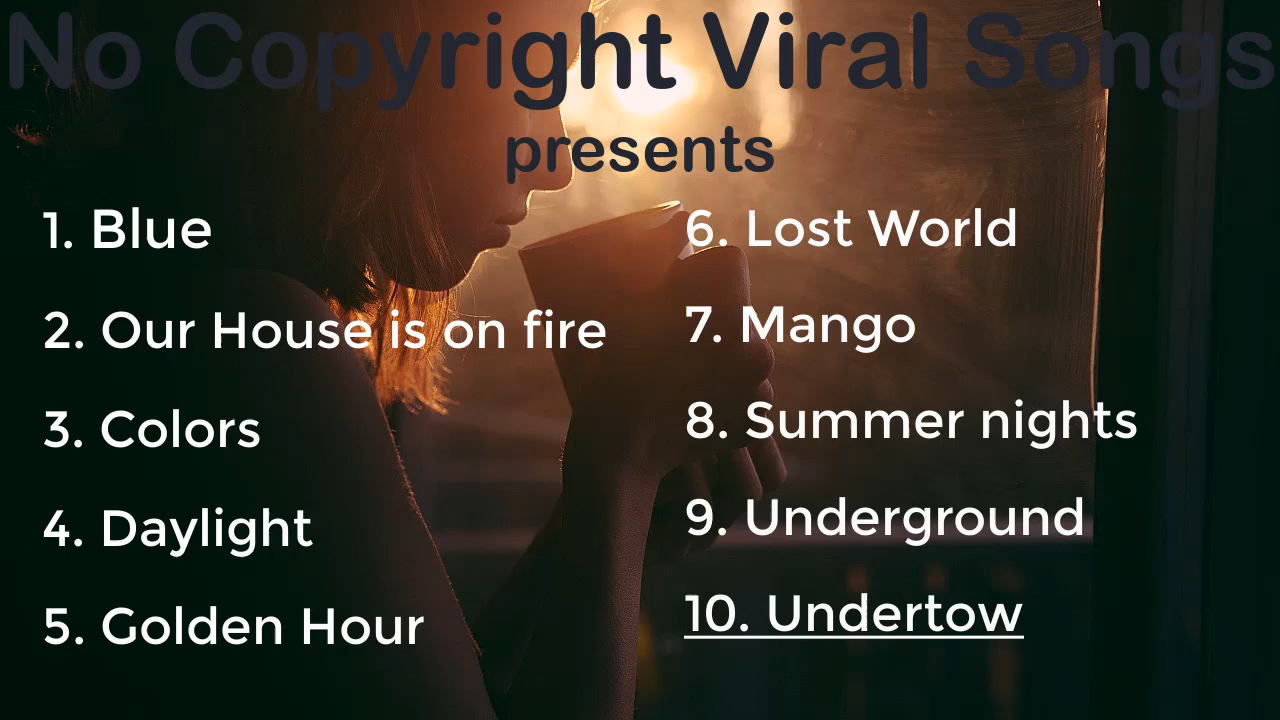 No Copyright Viral Songs
presents
1. Blue
2. Our House is on fire
3. Colors
4. Daylight
5. Golden Hour
6. Lost World
7. Mango
8. Summer nights
9. Underground
10. Undertow